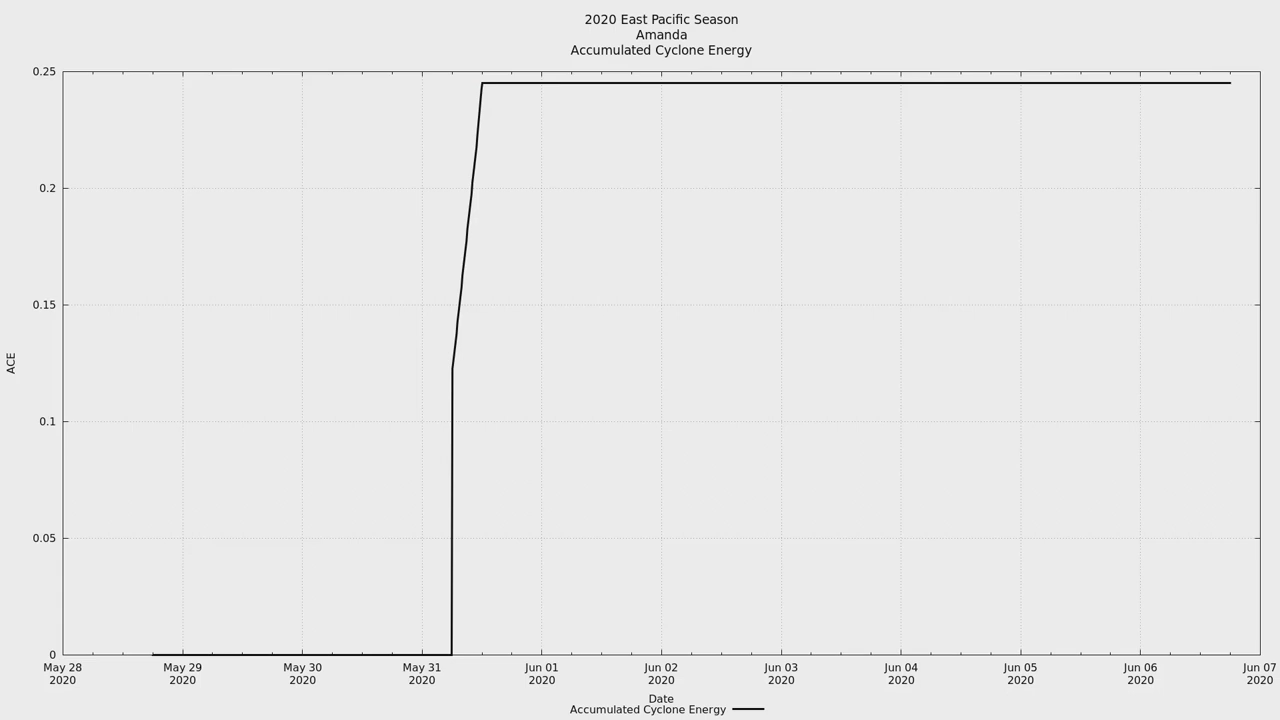 2020 East Pacific Season
Amanda
Accumulated Cyclone Energy
0.25
0.2
0.15
0.1
0.05
0
ACE
May 28 2020
May 29 2020
May 30 2020
May 31 2020
Jun 01 2020
Jun 02 2020
Jun 03 2020
Jun 04 2020
Jun 05 2020
Jun 06 2020
Jun 07 2020
Date
Accumulated Cyclone Energy